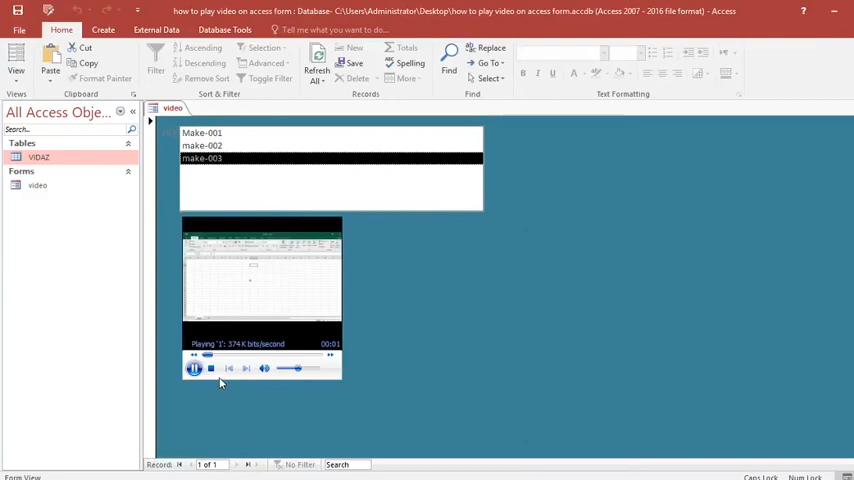 how to play video on access form : Database- C:\Users\Administrator\Desktop\how to play video on access form.accdb (Access 2007 - 2016 file format) - Access
File Home Create External Data Database Tools Tell me what you want to do...
View
Views
Paste
Cut
Copy
Format Painter
Clipboard
Filter
Ascending
Descending
Remove Sort
Selection
Advanced
Toggle Filter
Sort & Filter
Refresh
All
New
Save
Delete
Totals
Spelling
More
Records
Find
Replace
Go To
Select
Find
B I U
Text Formatting
All Access Obje...
Search...
Tables
VIDAZ
Forms
video
video
Make-001
make-002
make-003
Playing '1': 374 K bits/second 00:01
Record: 1 of 1 No Filter Search
Form View Caps Lock Num Lock